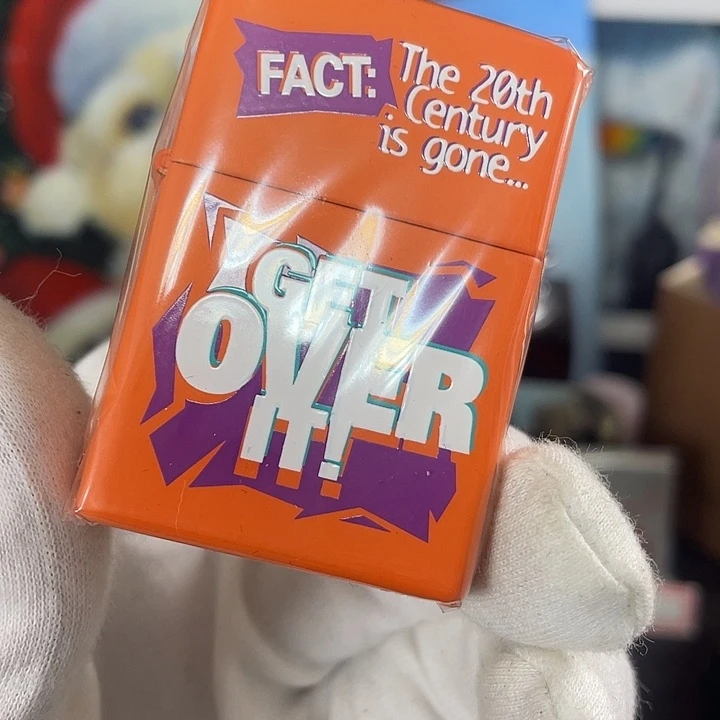 FACT:
The 20th
Century
is gone...
GET
OVER
IT!